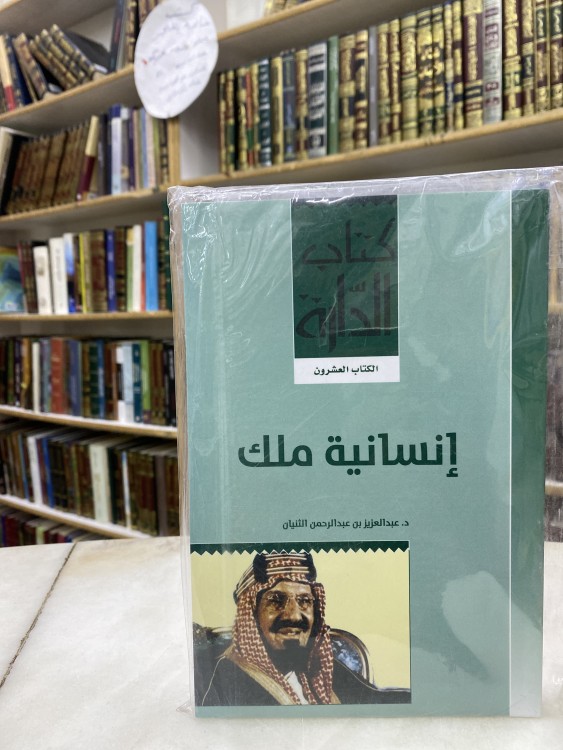 كتاب
الدارة
الكتاب العشرون
إنسانية ملك
د. عبدالعزيز بن عبدالرحمن الثنيان